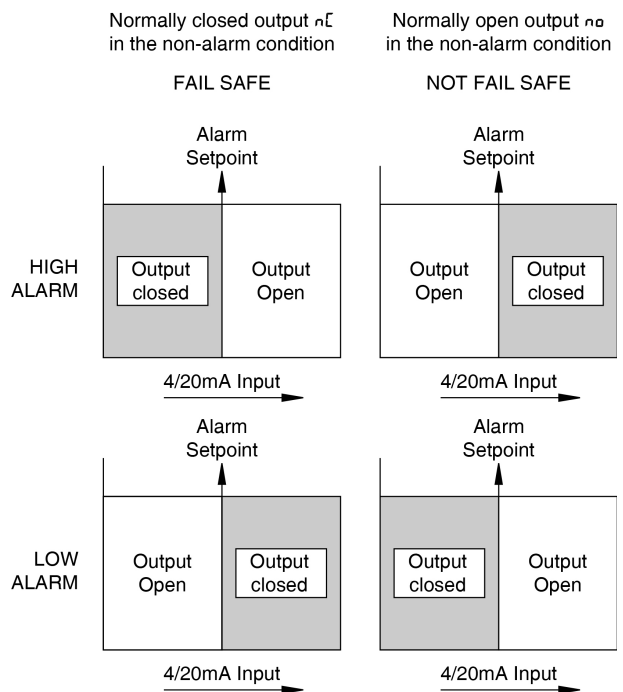 Normally closed output nC
in the non-alarm condition
FAIL SAFE
Normally open output no
in the non-alarm condition
NOT FAIL SAFE
HIGH
ALARM
Alarm
Setpoint
Output
closed
Output
Open
4/20mA Input
Alarm
Setpoint
Output
Open
Output
closed
4/20mA Input
LOW
ALARM
Alarm
Setpoint
Output
Open
Output
closed
4/20mA Input
Alarm
Setpoint
Output
closed
Output
Open
4/20mA Input